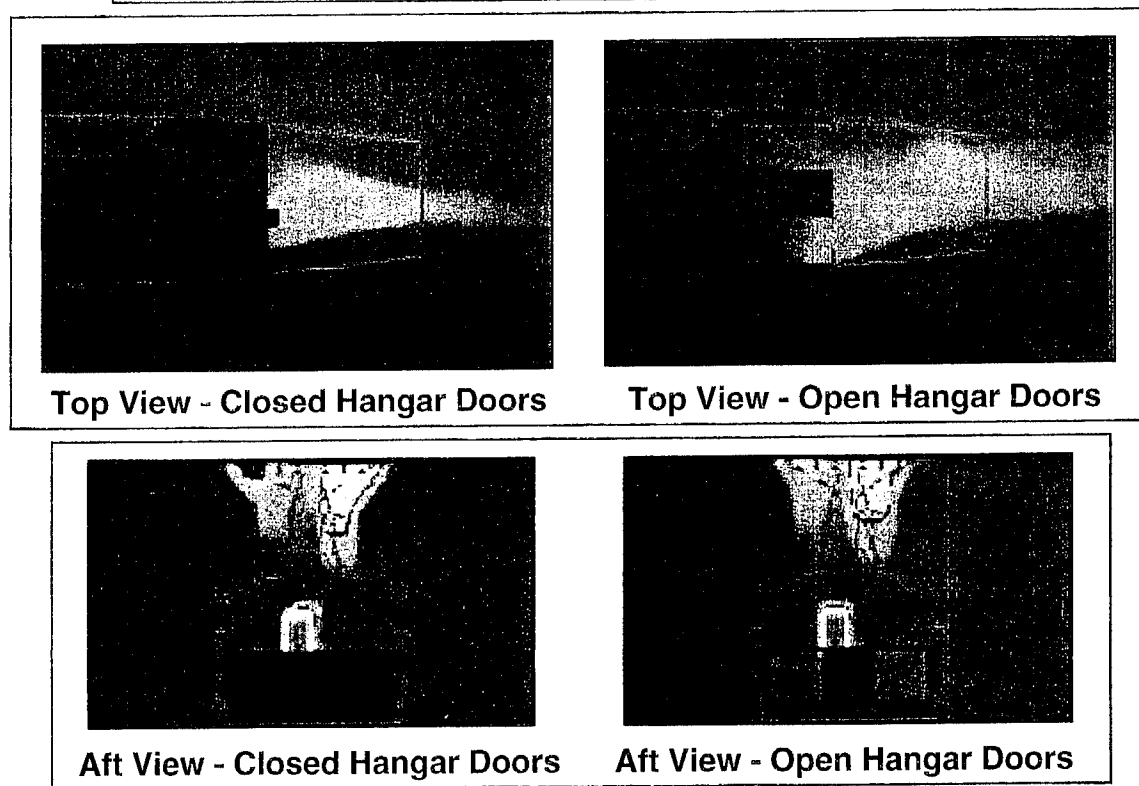 Top View - Closed Hangar Doors
Top View - Open Hangar Doors
Aft View - Closed Hangar Doors
Aft View - Open Hangar Doors